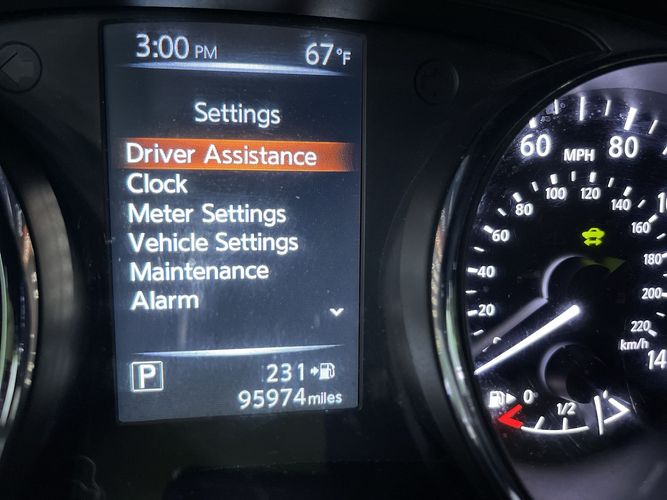 3:00 PM 67°F
Settings
Driver Assistance
Clock
Meter Settings
Vehicle Settings
Maintenance
Alarm
P
231
95974 miles
60 MPH 80
100 120
80 140
60 160
40 180
20 200
220
km/h
0
1/2